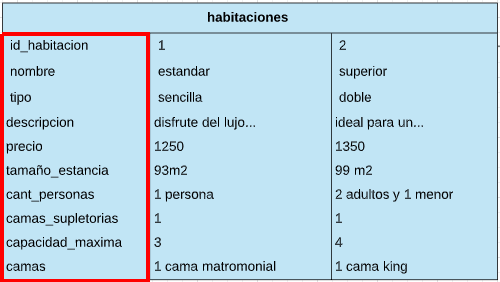 habitaciones
id_habitacion 1 2
nombre estandar superior
tipo sencilla doble
descripcion disfrute del lujo... ideal para un...
precio 1250 1350
tamaño_estancia 93m2 99 m2
cant_personas 1 persona 2 adultos y 1 menor
camas_supletorias 1 1
capacidad_maxima 3 4
camas 1 cama matromonial 1 cama king